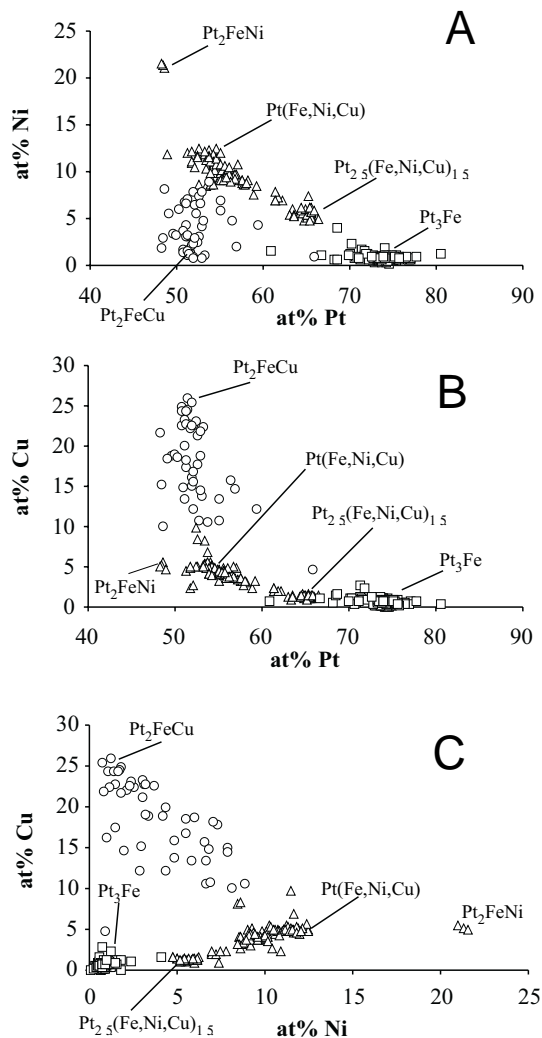 A
25
20
15
10
5
0
at% Ni
Pt₂FeNi
Pt(Fe,Ni,Cu)
Pt₂.₅(Fe,Ni,Cu)₁.₅
Pt₃Fe
Pt₂FeCu
40 50 60 70 80 90
at% Pt
B
30
25
20
15
10
5
0
at% Cu
Pt₂FeCu
Pt(Fe,Ni,Cu)
Pt₂.₅(Fe,Ni,Cu)₁.₅
Pt₃Fe
Pt₂FeNi
40 50 60 70 80 90
at% Pt
C
30
25
20
15
10
5
0
at% Cu
Pt₂FeCu
Pt₃Fe
Pt(Fe,Ni,Cu)
Pt₂FeNi
Pt₂.₅(Fe,Ni,Cu)₁.₅
0 5 10 15 20 25
at% Ni